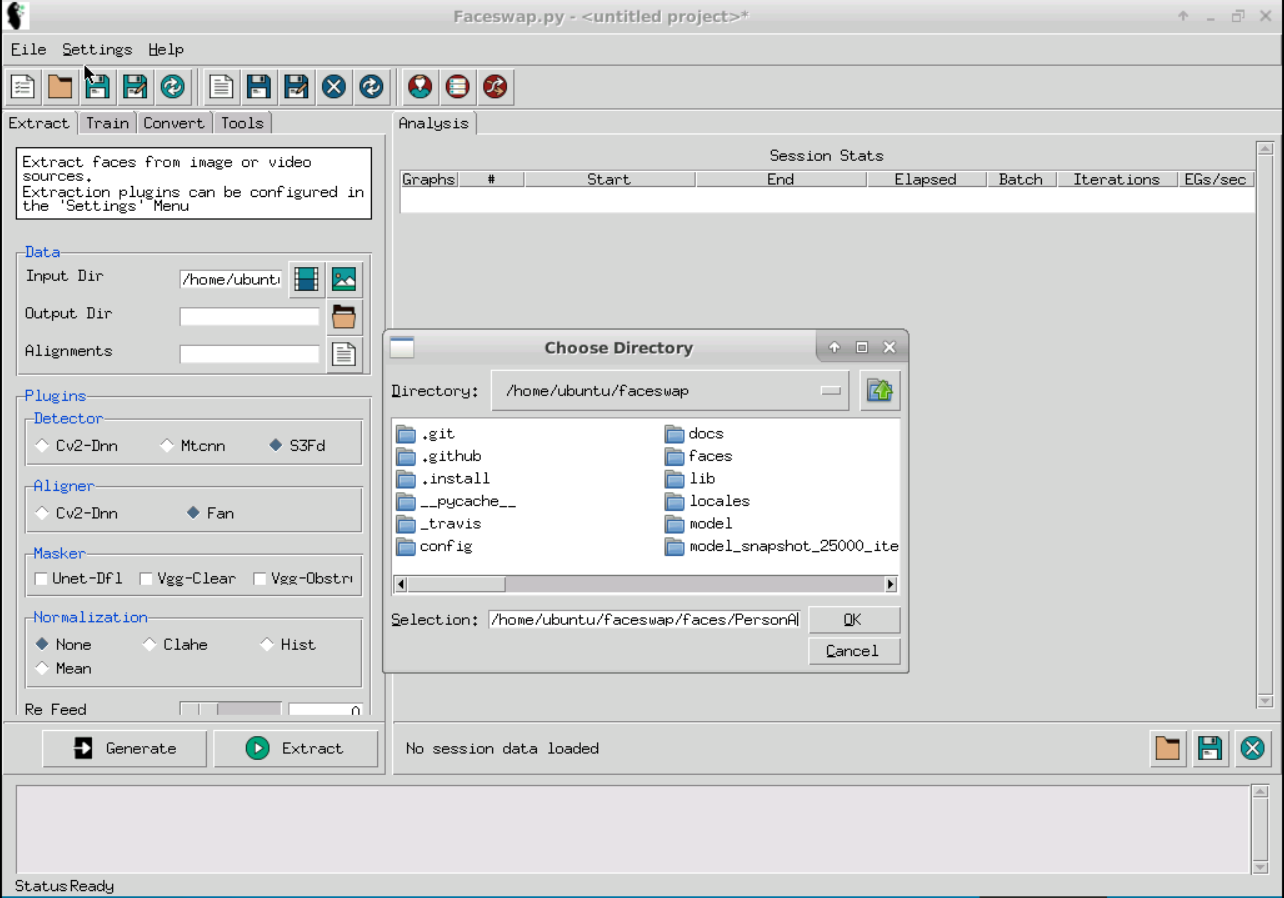 Faceswap.py - <untitled project>*
File Settings Help
Extract Train Convert Tools
Analysis
Extract faces from image or video
sources.
Extraction plugins can be configured in
the 'Settings' Menu
Session Stats
Graphs # Start End Elapsed Batch Iterations EGs/sec
Data
Input Dir /home/ubuntu
Output Dir
Alignments
Plugins
Detector
Cv2-Dnn Mtcnn S3Fd
Aligner
Cv2-Dnn Fan
Masker
Unet-Dfl Vgg-Clear Vgg-Obstr
Normalization
None Clahe Hist
Mean
Re Feed 0
Generate Extract
Choose Directory
Directory: /home/ubuntu/faceswap
.git docs
.github faces
.install lib
__pycache__ locales
_travis model
config model_snapshot_25000_ite
Selection: /home/ubuntu/faceswap/faces/PersonA OK
Cancel
No session data loaded
Status Ready